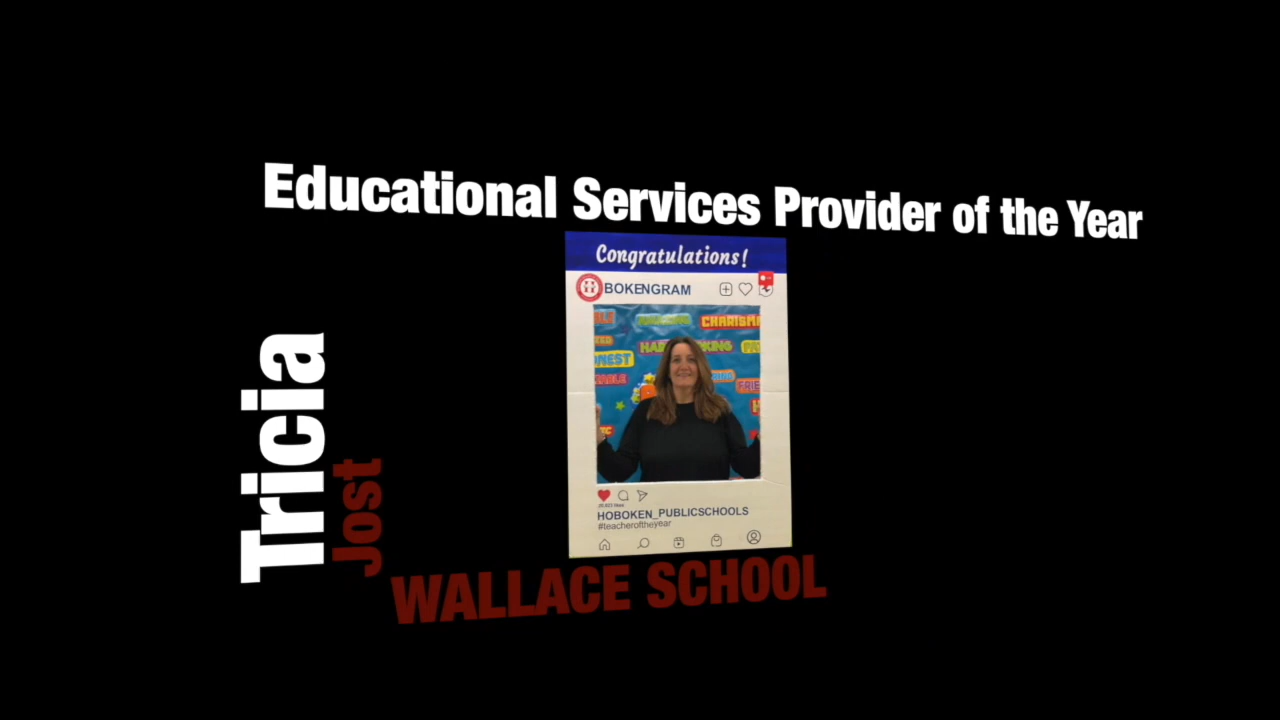 Educational Services Provider of the Year
Congratulations!
BOKENGRAM
CHARISMA
HONEST
HOBOKEN_PUBLICSCHOOLS
#teacheroftheyear
Tricia
Jost
WALLACE SCHOOL